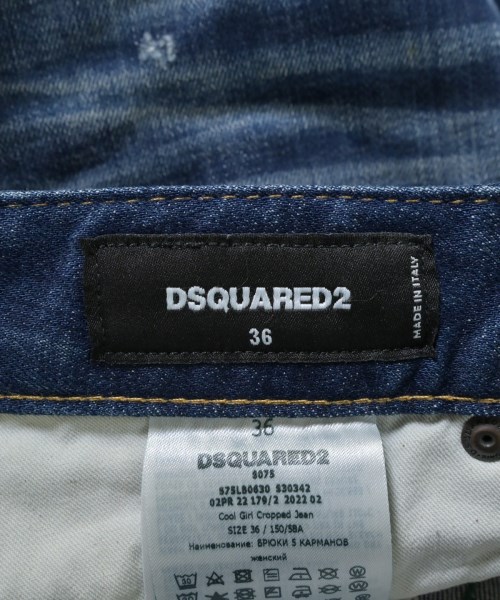 DSQUARED2
36
MADE IN ITALY
36
DSQUARED2
S075
S75LB0630 S30342
02PR 22 179/2 2022 02
Cool Girl Cropped Jean
SIZE 36 / 150/58A
Наименование: БРЮКИ 5 КАРМАНОВ
женский
30